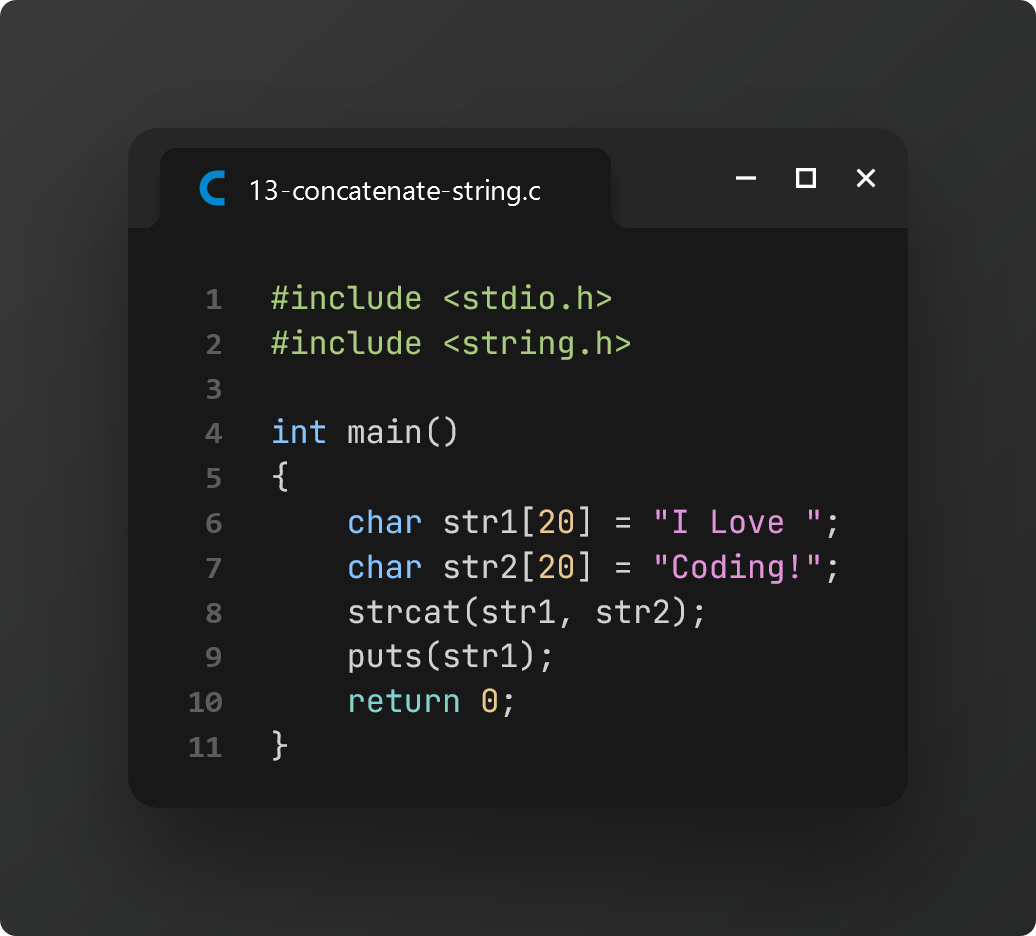 13-concatenate-string.c
1 #include <stdio.h>
2 #include <string.h>
3
4 int main()
5 {
6     char str1[20] = "I Love ";
7     char str2[20] = "Coding!";
8     strcat(str1, str2);
9     puts(str1);
10     return 0;
11 }